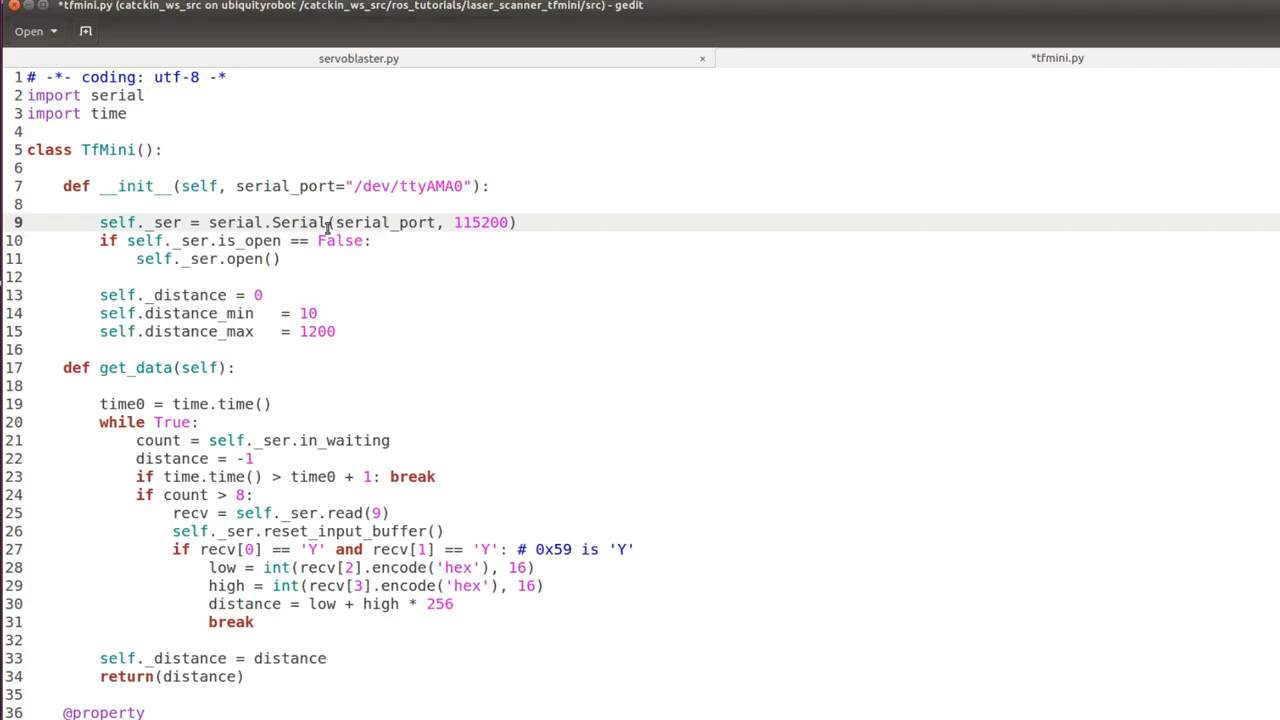 *tfmini.py (catckin_ws_src on ubiquityrobot /catckin_ws_src/ros_tutorials/laser_scanner_tfmini/src) - gedit
Open
servoblaster.py × *tfmini.py
1 # -*- coding: utf-8 -*
2 import serial
3 import time
4
5 class TfMini():
6
7     def __init__(self, serial_port="/dev/ttyAMA0"):
8
9         self._ser = serial.Serial(serial_port, 115200)
10         if self._ser.is_open == False:
11             self._ser.open()
12
13         self._distance = 0
14         self.distance_min   = 10
15         self.distance_max   = 1200
16
17     def get_data(self):
18
19         time0 = time.time()
20         while True:
21             count = self._ser.in_waiting
22             distance = -1
23             if time.time() > time0 + 1: break
24             if count > 8:
25                 recv = self._ser.read(9)
26                 self._ser.reset_input_buffer()
27                 if recv[0] == 'Y' and recv[1] == 'Y': # 0x59 is 'Y'
28                     low = int(recv[2].encode('hex'), 16)
29                     high = int(recv[3].encode('hex'), 16)
30                     distance = low + high * 256
31                     break
32
33         self._distance = distance
34         return(distance)
35
36     @property